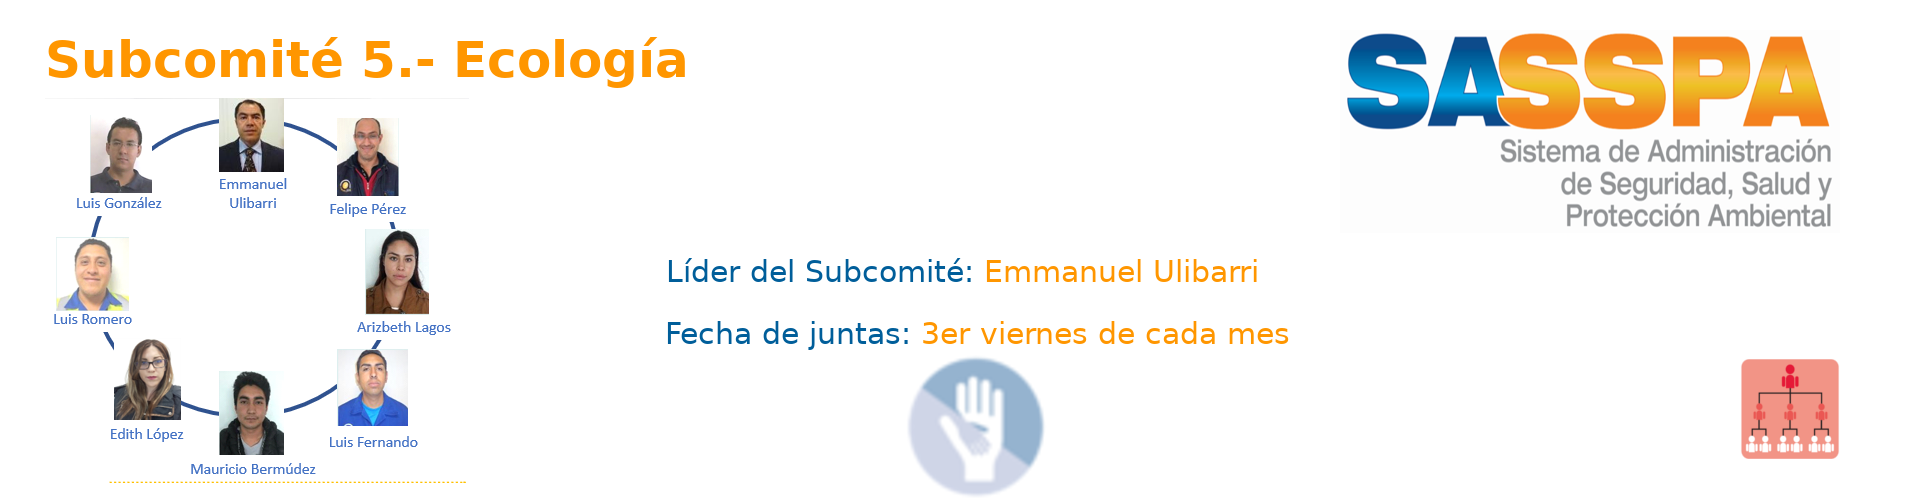 Subcomité 5.- Ecología
SASSPA
Sistema de Administración
de Seguridad, Salud y
Protección Ambiental
Emmanuel
Ulibarri
Luis González
Felipe Pérez
Luis Romero
Arizbeth Lagos
Edith López
Luis Fernando
Mauricio Bermúdez
Líder del Subcomité: Emmanuel Ulibarri
Fecha de juntas: 3er viernes de cada mes